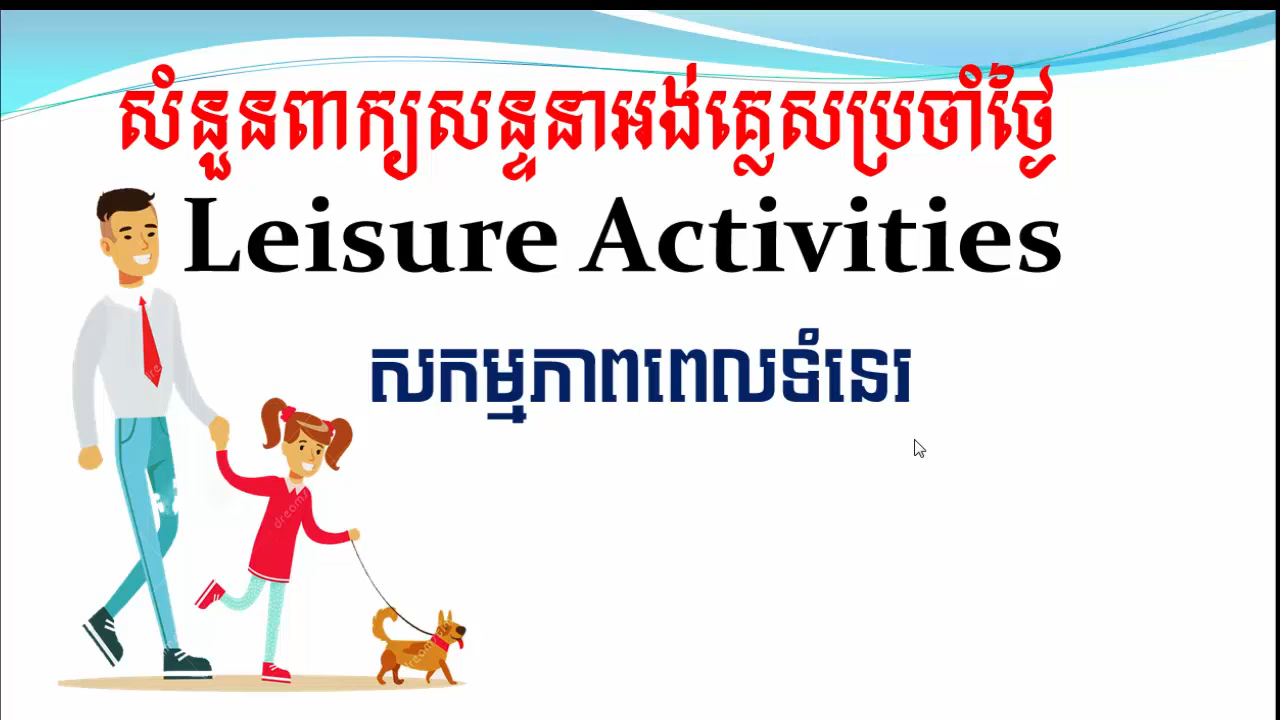 សំនួនពាក្យសន្ទនាអង់គ្លេសប្រចាំថ្ងៃ
Leisure Activities
សកម្មភាពពេលទំនេរ